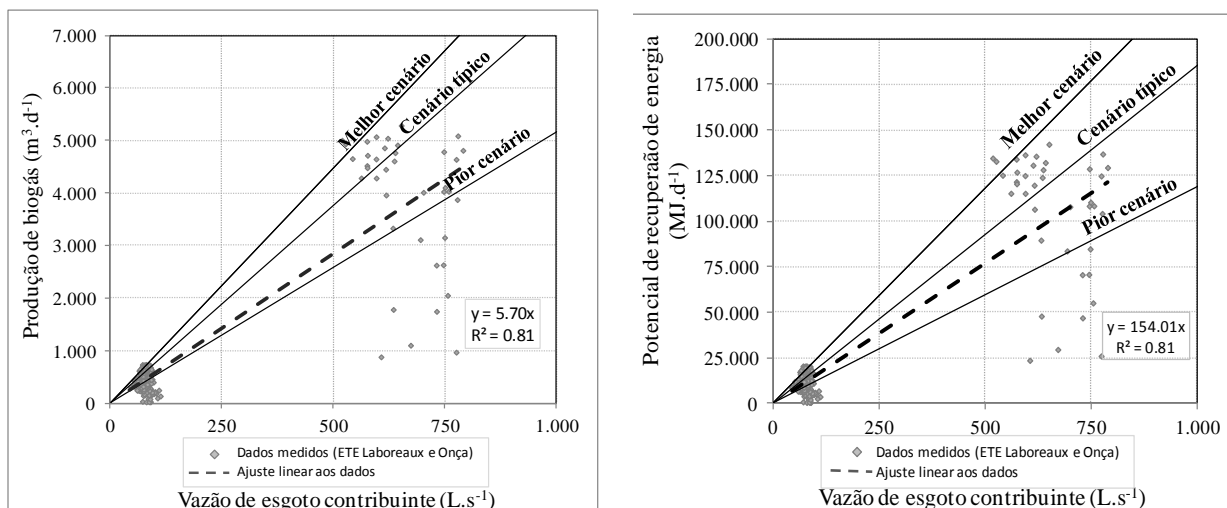 Produção de biogás (m³.d⁻¹)
7.000
6.000
5.000
4.000
3.000
2.000
1.000
0
Melhor cenário
Cenário típico
Pior cenário
y = 5.70x
R² = 0.81
0
250
500
750
1.000
Dados medidos (ETE Laboreaux e Onça)
Ajuste linear aos dados
Vazão de esgoto contribuinte (L.s⁻¹)
Potencial de recuperaão de energia
(MJ.d⁻¹)
200.000
175.000
150.000
125.000
100.000
75.000
50.000
25.000
0
Melhor cenário
Cenário típico
Pior cenário
y = 154.01x
R² = 0.81
0
250
500
750
1.000
Dados medidos (ETE Laboreaux e Onça)
Ajuste linear aos dados
Vazão de esgoto contribuinte (L.s⁻¹)